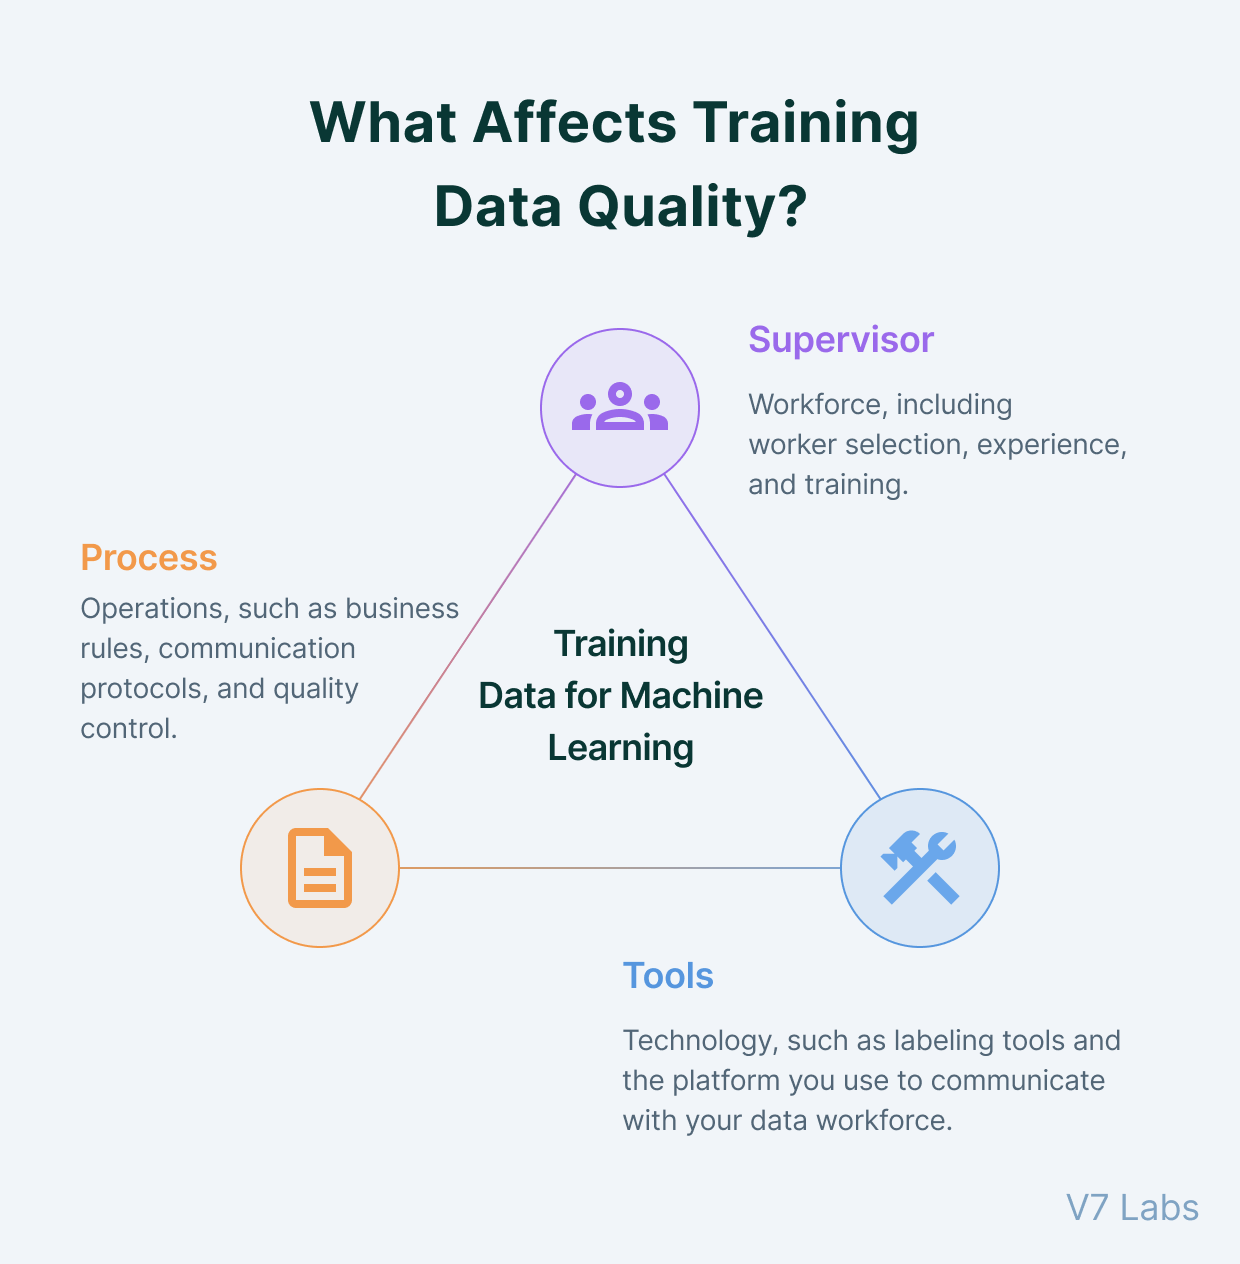 What Affects Training
Data Quality?
Supervisor
Workforce, including
worker selection, experience,
and training.
Process
Operations, such as business
rules, communication
protocols, and quality
control.
Training
Data for Machine
Learning
Tools
Technology, such as labeling tools and
the platform you use to communicate
with your data workforce.
V7 Labs